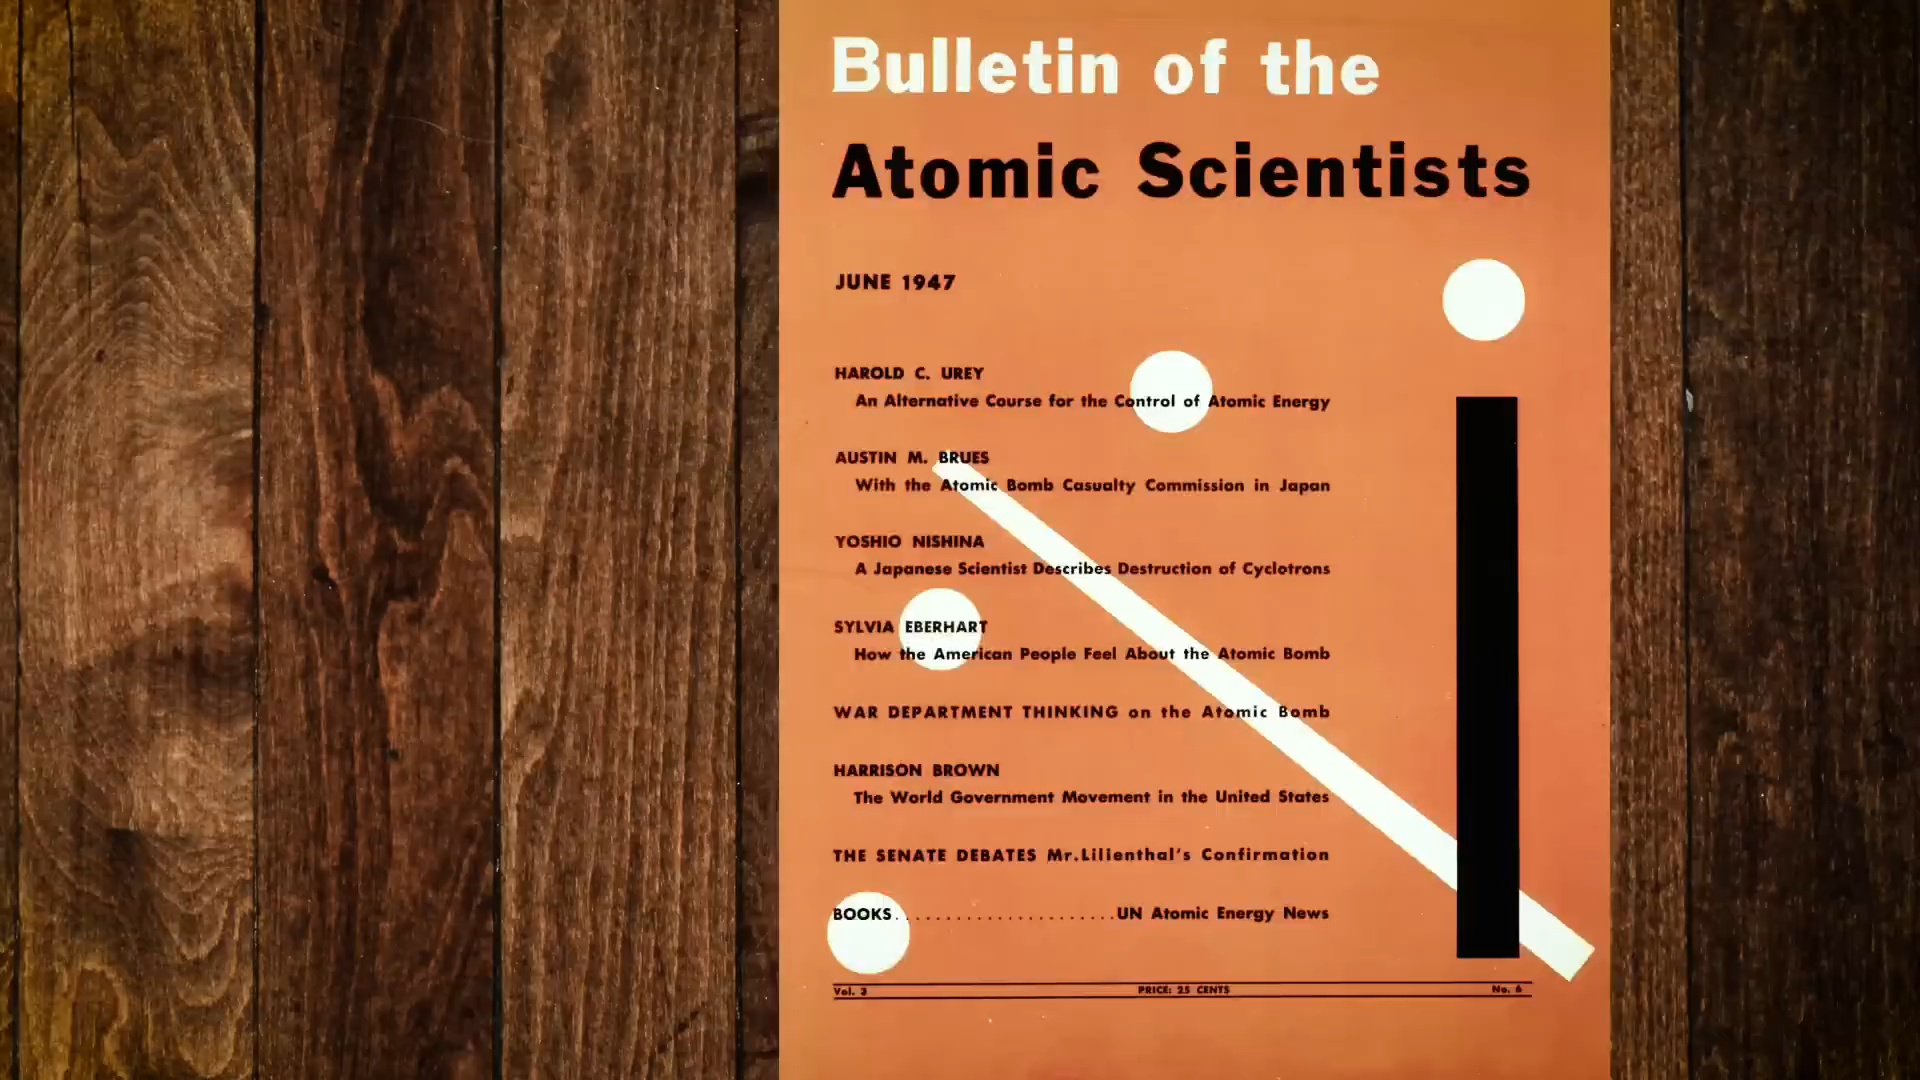 Bulletin of the
Atomic Scientists
JUNE 1947
HAROLD C. UREY
An Alternative Course for the Control of Atomic Energy
AUSTIN M. BRUES
With the Atomic Bomb Casualty Commission in Japan
YOSHIO NISHINA
A Japanese Scientist Describes Destruction of Cyclotrons
SYLVIA EBERHART
How the American People Feel About the Atomic Bomb
WAR DEPARTMENT THINKING on the Atomic Bomb
HARRISON BROWN
The World Government Movement in the United States
THE SENATE DEBATES Mr.Lilienthal's Confirmation
BOOKS......................UN Atomic Energy News
Vol. 3 PRICE: 25 CENTS No. 6